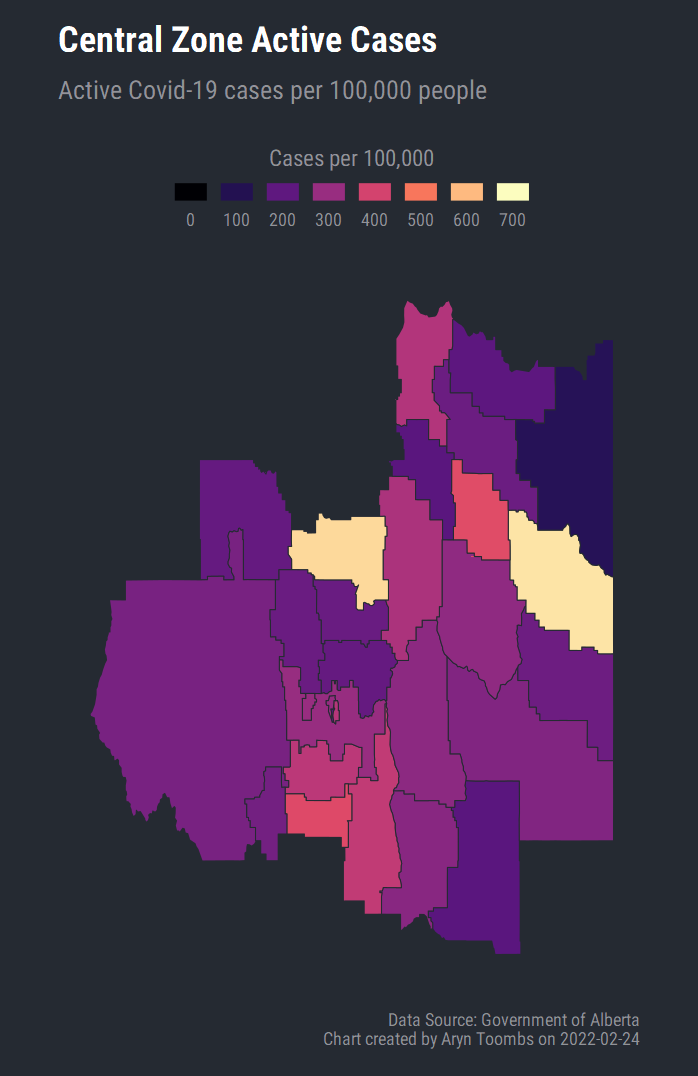 Central Zone Active Cases
Active Covid-19 cases per 100,000 people
Cases per 100,000
0 100 200 300 400 500 600 700
Data Source: Government of Alberta
Chart created by Aryn Toombs on 2022-02-24